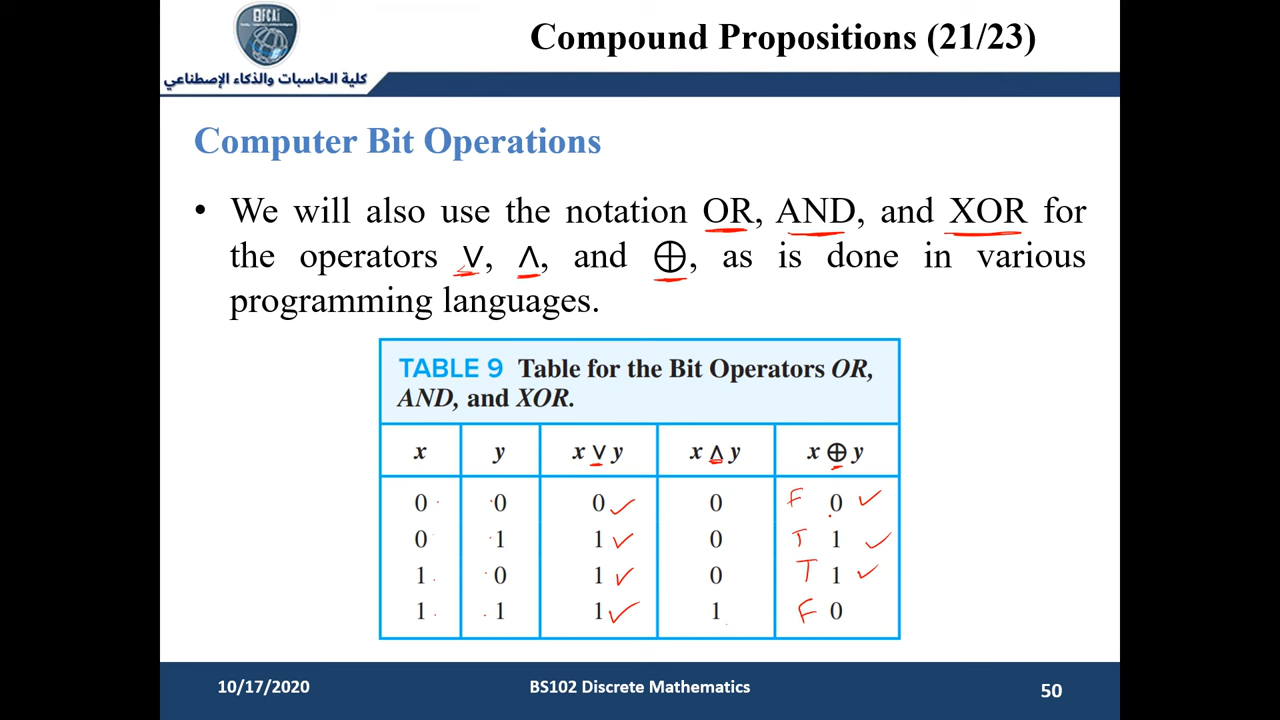 BFCAi
كلية الحاسبات والذكاء الإصطناعي
Compound Propositions (21/23)
Computer Bit Operations
• We will also use the notation OR, AND, and XOR for
the operators ∨, ∧, and ⊕, as is done in various
programming languages.
TABLE 9 Table for the Bit Operators OR,
AND, and XOR.
x y x ∨ y x ∧ y x ⊕ y
0 0 0 ✓ 0 F 0 ✓
0 1 1 ✓ 0 T 1 ✓
1 0 1 ✓ 0 T 1 ✓
1 1 1 ✓ 1 F 0
10/17/2020 BS102 Discrete Mathematics 50